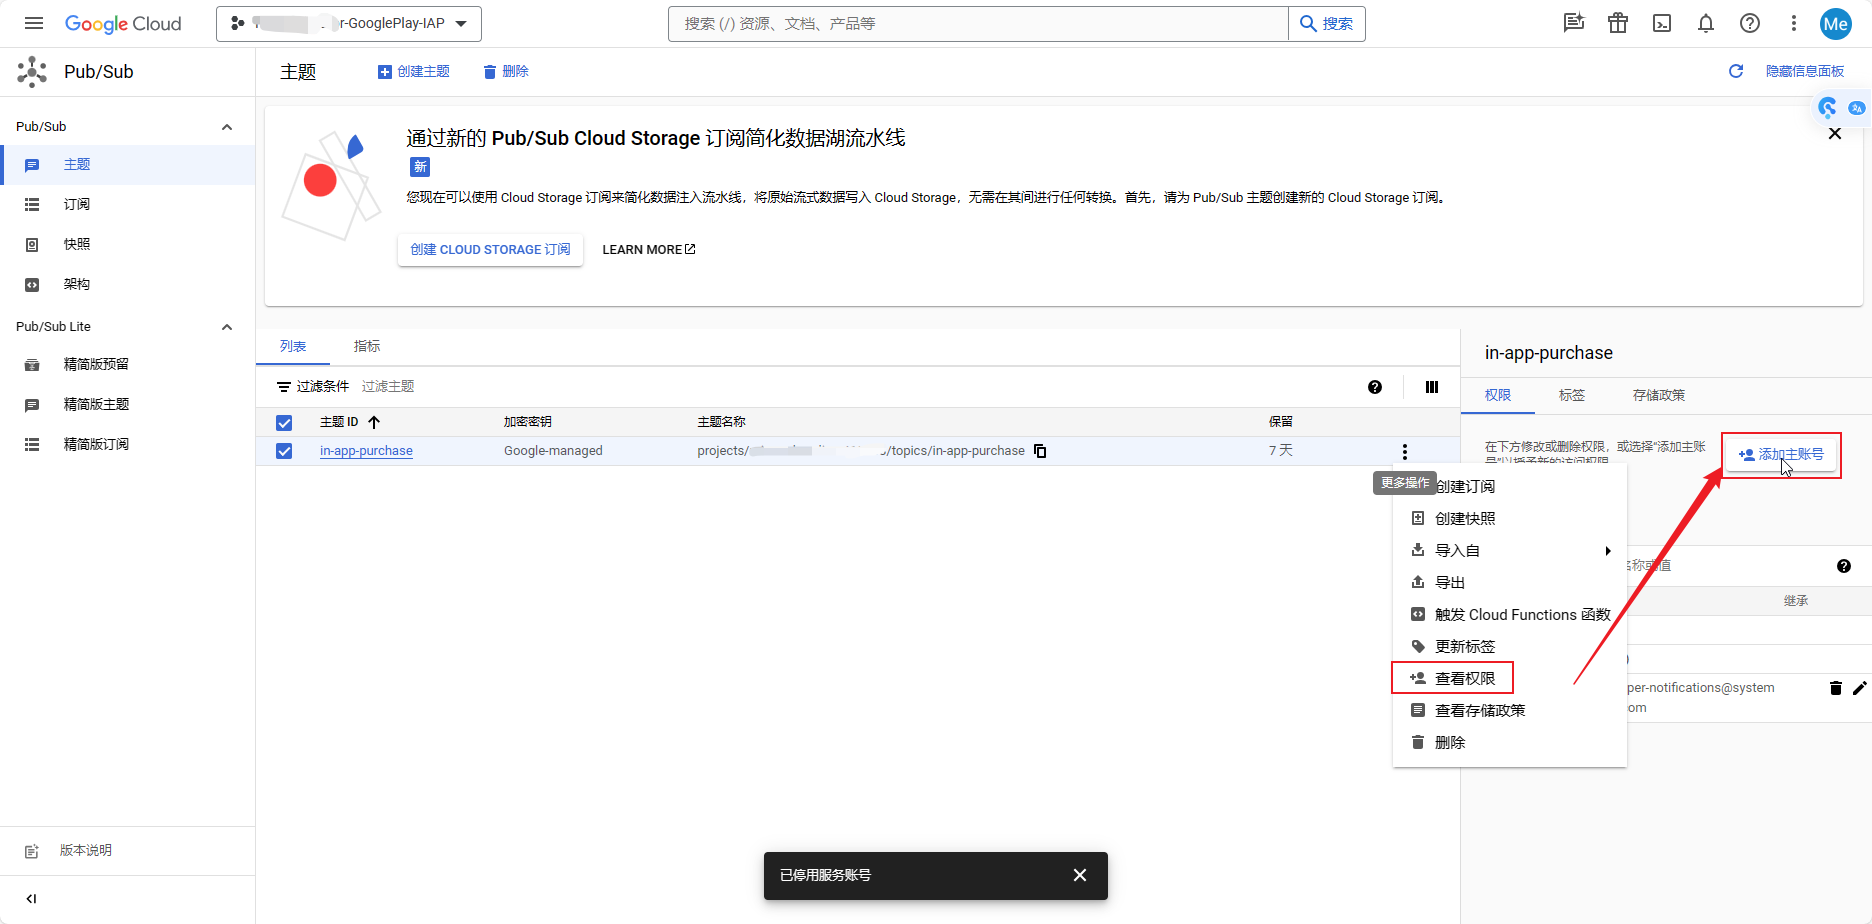 Google Cloud
r-GooglePlay-IAP
搜索 (/) 资源、文档、产品等
搜索
Me
Pub/Sub
主题
创建主题
删除
隐藏信息面板
Pub/Sub
主题
订阅
快照
架构
Pub/Sub Lite
精简版预留
精简版主题
精简版订阅
版本说明
通过新的 Pub/Sub Cloud Storage 订阅简化数据湖流水线
新
您现在可以使用 Cloud Storage 订阅来简化数据注入流水线，将原始流式数据写入 Cloud Storage，无需在其间进行任何转换。首先，请为 Pub/Sub 主题创建新的 Cloud Storage 订阅。
创建 CLOUD STORAGE 订阅
LEARN MORE
列表
指标
过滤条件
过滤主题
主题 ID
加密密钥
主题名称
保留
in-app-purchase
Google-managed
projects/
/topics/in-app-purchase
7 天
更多操作
创建订阅
创建快照
导入自
导出
触发 Cloud Functions 函数
更新标签
查看权限
查看存储政策
删除
in-app-purchase
权限
标签
存储政策
在下方修改或删除权限，或选择“添加主账
号”以授予新的访问权限
添加主账号
名称或值
继承
per-notifications@system
om
已停用服务账号